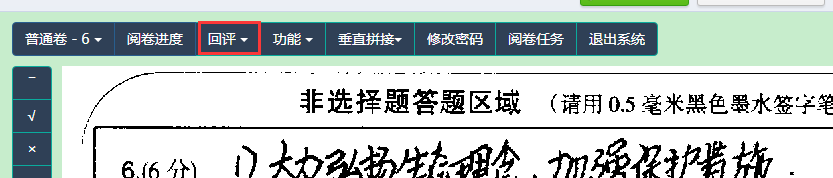 普通卷 - 6 阅卷进度 回评 功能 垂直拼接 修改密码 阅卷任务 退出系统
−
√
×
非选择题答题区域 （请用 0.5 毫米黑色墨水签字笔
6.(6 分) 1) 大力弘扬生态理念，加强保护措施